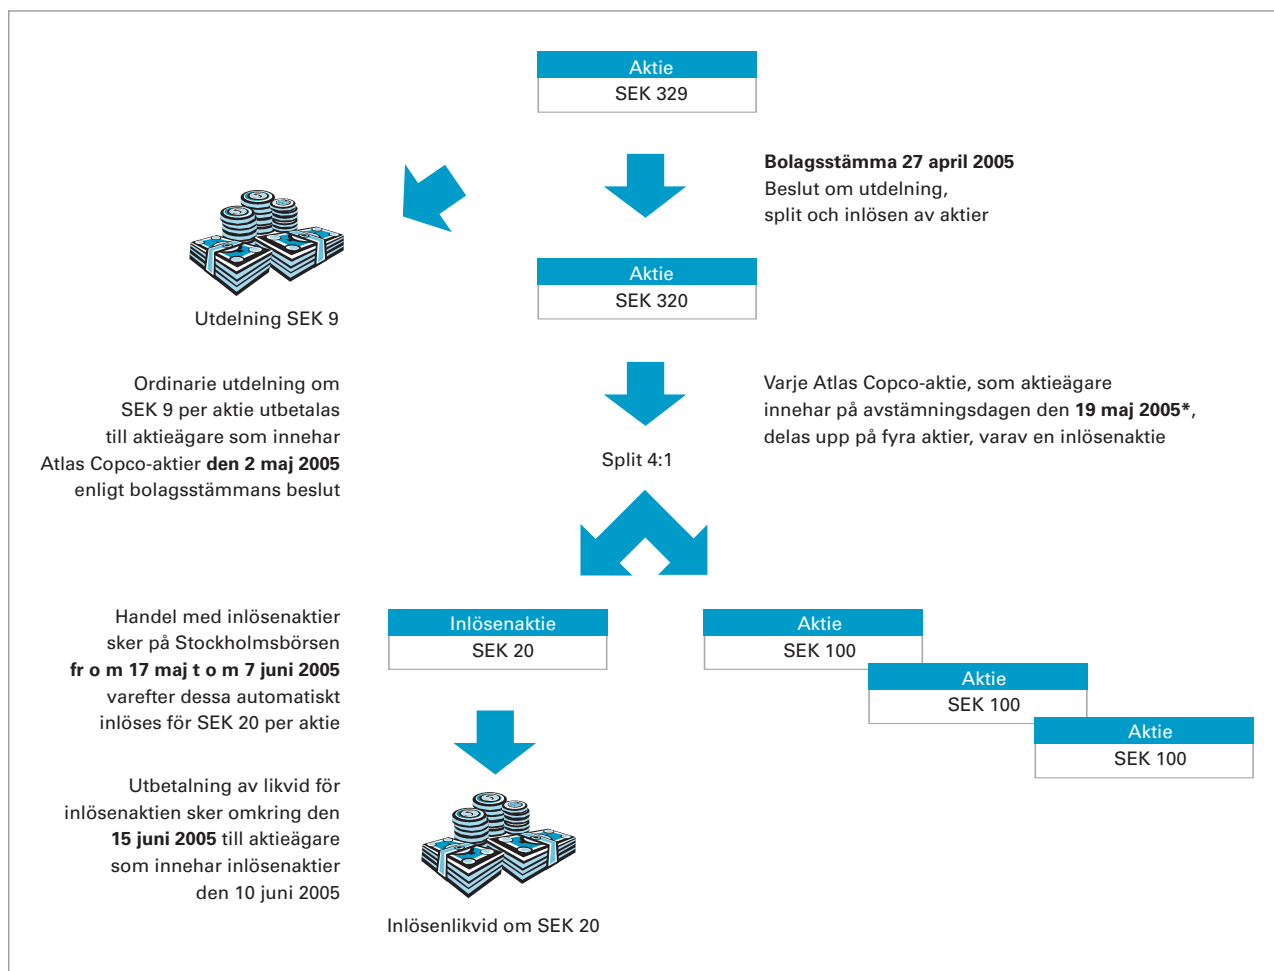 Aktie
SEK 329
Bolagsstämma 27 april 2005
Beslut om utdelning,
split och inlösen av aktier
Utdelning SEK 9
Aktie
SEK 320
Ordinarie utdelning om
SEK 9 per aktie utbetalas
till aktieägare som innehar
Atlas Copco-aktier den 2 maj 2005
enligt bolagsstämmans beslut
Varje Atlas Copco-aktie, som aktieägare
innehar på avstämningsdagen den 19 maj 2005*,
delas upp på fyra aktier, varav en inlösenaktie
Split 4:1
Handel med inlösenaktier
sker på Stockholmsbörsen
fr o m 17 maj t o m 7 juni 2005
varefter dessa automatiskt
inlöses för SEK 20 per aktie
Inlösenaktie
SEK 20
Aktie
SEK 100
Aktie
SEK 100
Aktie
SEK 100
Utbetalning av likvid för
inlösenaktien sker omkring den
15 juni 2005 till aktieägare
som innehar inlösenaktier
den 10 juni 2005
Inlösenlikvid om SEK 20